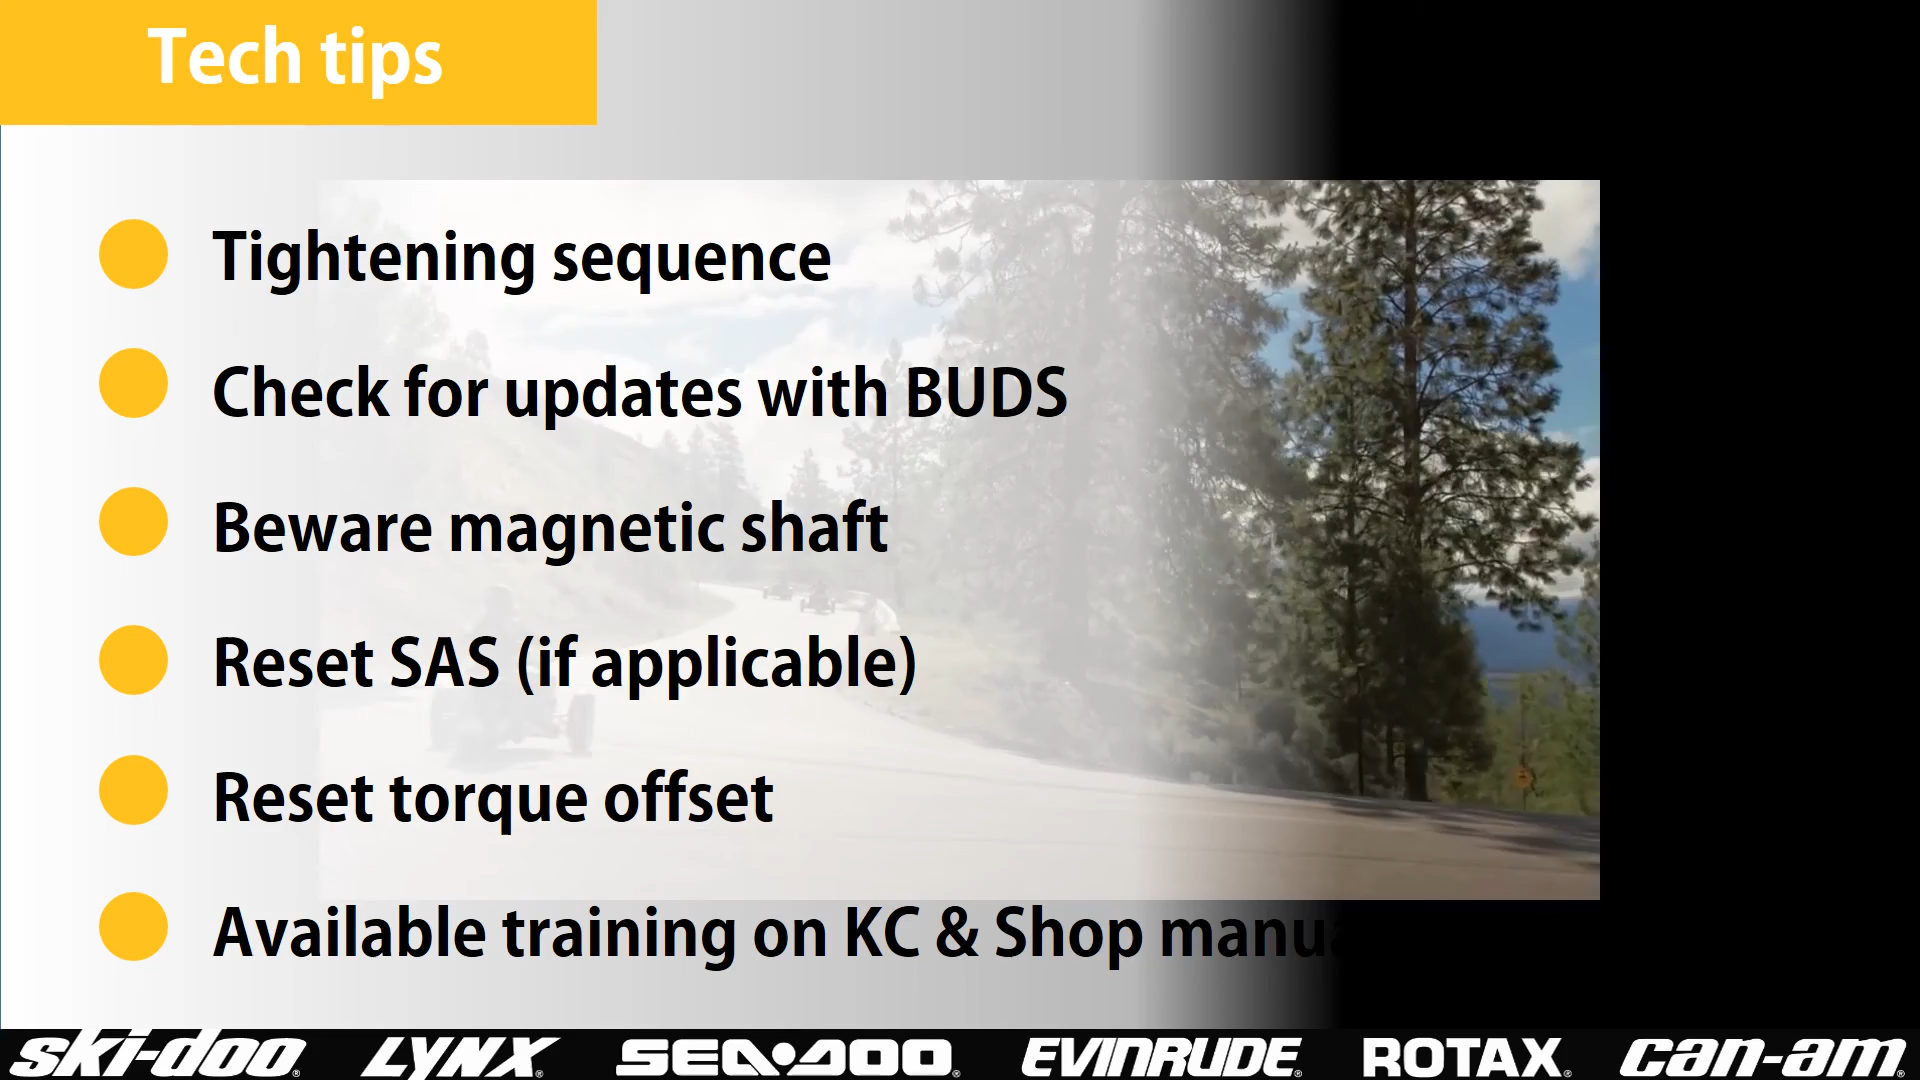 Tech tips
Tightening sequence
Check for updates with BUDS
Beware magnetic shaft
Reset SAS (if applicable)
Reset torque offset
Available training on KC & Shop manua
ski-doo® LYNX® SEA-DOO® EVINRUDE® ROTAX® can-am®